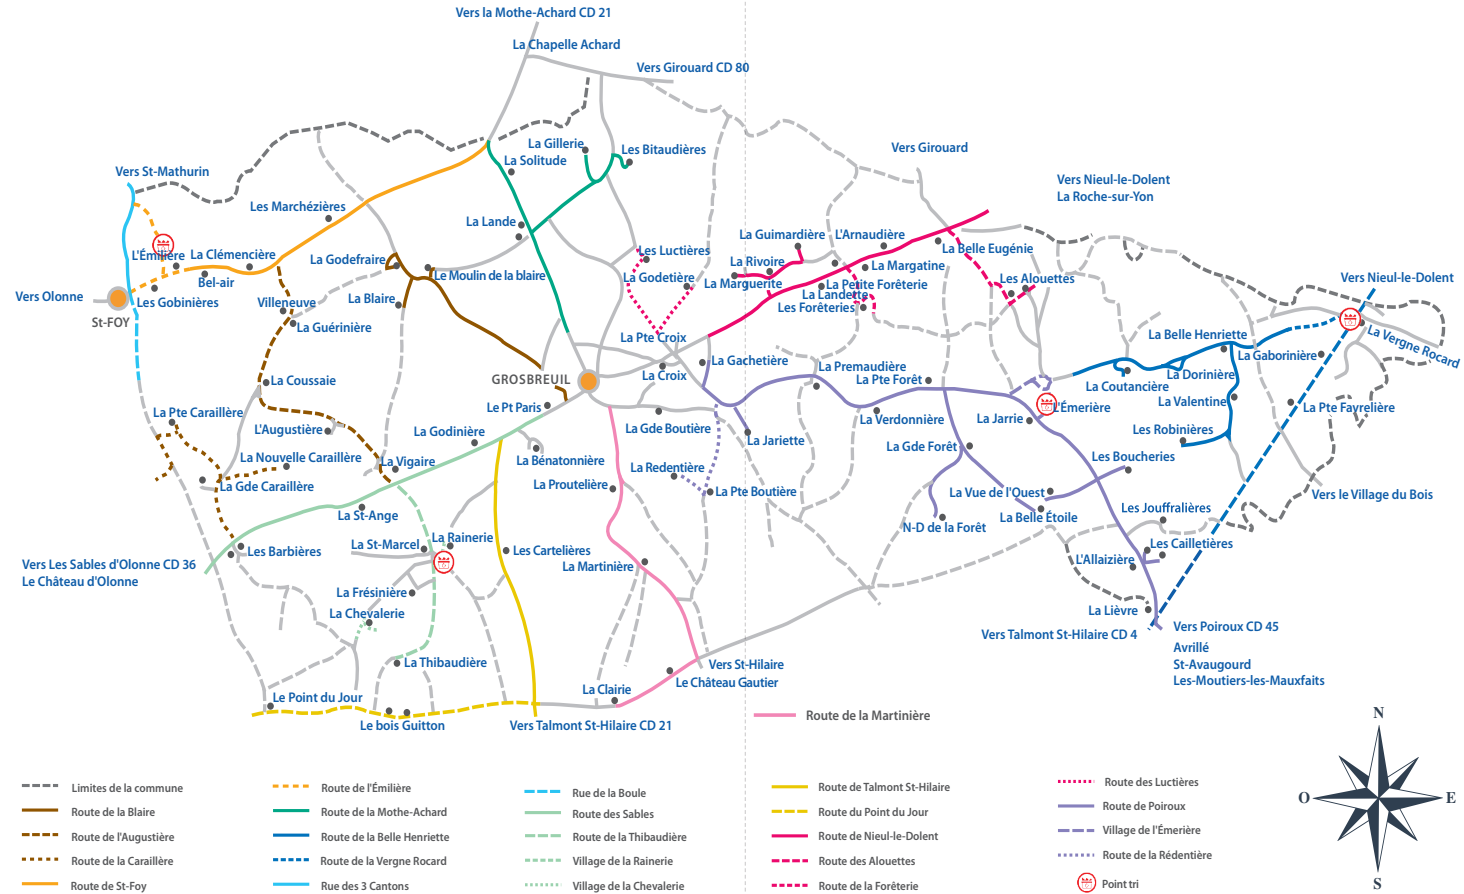 Vers la Mothe-Achard CD 21
La Chapelle Achard
Vers Girouard CD 80
La Gillerie
Les Bitaudières
La Solitude
Vers Girouard
Vers St-Mathurin
Vers Nieul-le-Dolent
La Roche-sur-Yon
Les Marchézières
La Lande
La Guimardière
L'Arnaudière
La Belle Eugénie
L'Émilière
La Clémencière
La Godefraire
Les Luctières
La Rivoire
La Margatine
Bel-air
Le Moulin de la blaire
La Godetière
La Marguerite
La Petite Forêterie
Les Alouettes
Vers Nieul-le-Dolent
Vers Olonne
Les Gobinières
Villeneuve
La Blaire
La Landette
Les Forêteries
St-FOY
La Guérinière
La Pte Croix
La Belle Henriette
La Vergne Rocard
La Gaborinière
La Gachetière
La Premaudière
La Croix
GROSBREUIL
La Coussaie
La Pte Forêt
La Coutancière
La Dorinière
La Pte Caraillère
Le Pt Paris
L'Émerière
La Valentine
La Pte Favrelière
La Verdonnière
La Jarrie
L'Augustière
La Godinière
La Gde Boutière
La Jariette
Les Robinières
La Gde Forêt
La Nouvelle Caraillère
La Vigaire
La Bénatonnière
La Redentière
Les Boucheries
La Gde Caraillère
La Proutelière
La Pte Boutière
La Vue de l'Ouest
Vers le Village du Bois
La St-Ange
N-D de la Forêt
La Belle Étoile
Les Jouffralières
La St-Marcel
La Rainerie
Les Barbières
Les Cartelières
Les Cailletières
Vers Les Sables d'Olonne CD 36
Le Château d'Olonne
La Martinière
L'Allaizière
La Frésinière
La Chevalerie
La Lièvre
Vers Talmont St-Hilaire CD 4
Vers Poiroux CD 45
Avrillé
St-Avaugourd
Les-Moutiers-les-Mauxfaits
La Thibaudière
Vers St-Hilaire
Le Château Gautier
La Clairie
Le Point du Jour
Le bois Guitton
Vers Talmont St-Hilaire CD 21
Route de la Martinière
N
O
E
S
Limites de la commune
Route de la Blaire
Route de l'Augustière
Route de la Caraillère
Route de St-Foy
Route de l'Émilière
Route de la Mothe-Achard
Route de la Belle Henriette
Route de la Vergne Rocard
Rue des 3 Cantons
Rue de la Boule
Route des Sables
Route de la Thibaudière
Village de la Rainerie
Village de la Chevalerie
Route de Talmont St-Hilaire
Route du Point du Jour
Route de Nieul-le-Dolent
Route des Alouettes
Route de la Forêterie
Route des Luctières
Route de Poiroux
Village de l'Émerière
Route de la Rédentière
Point tri